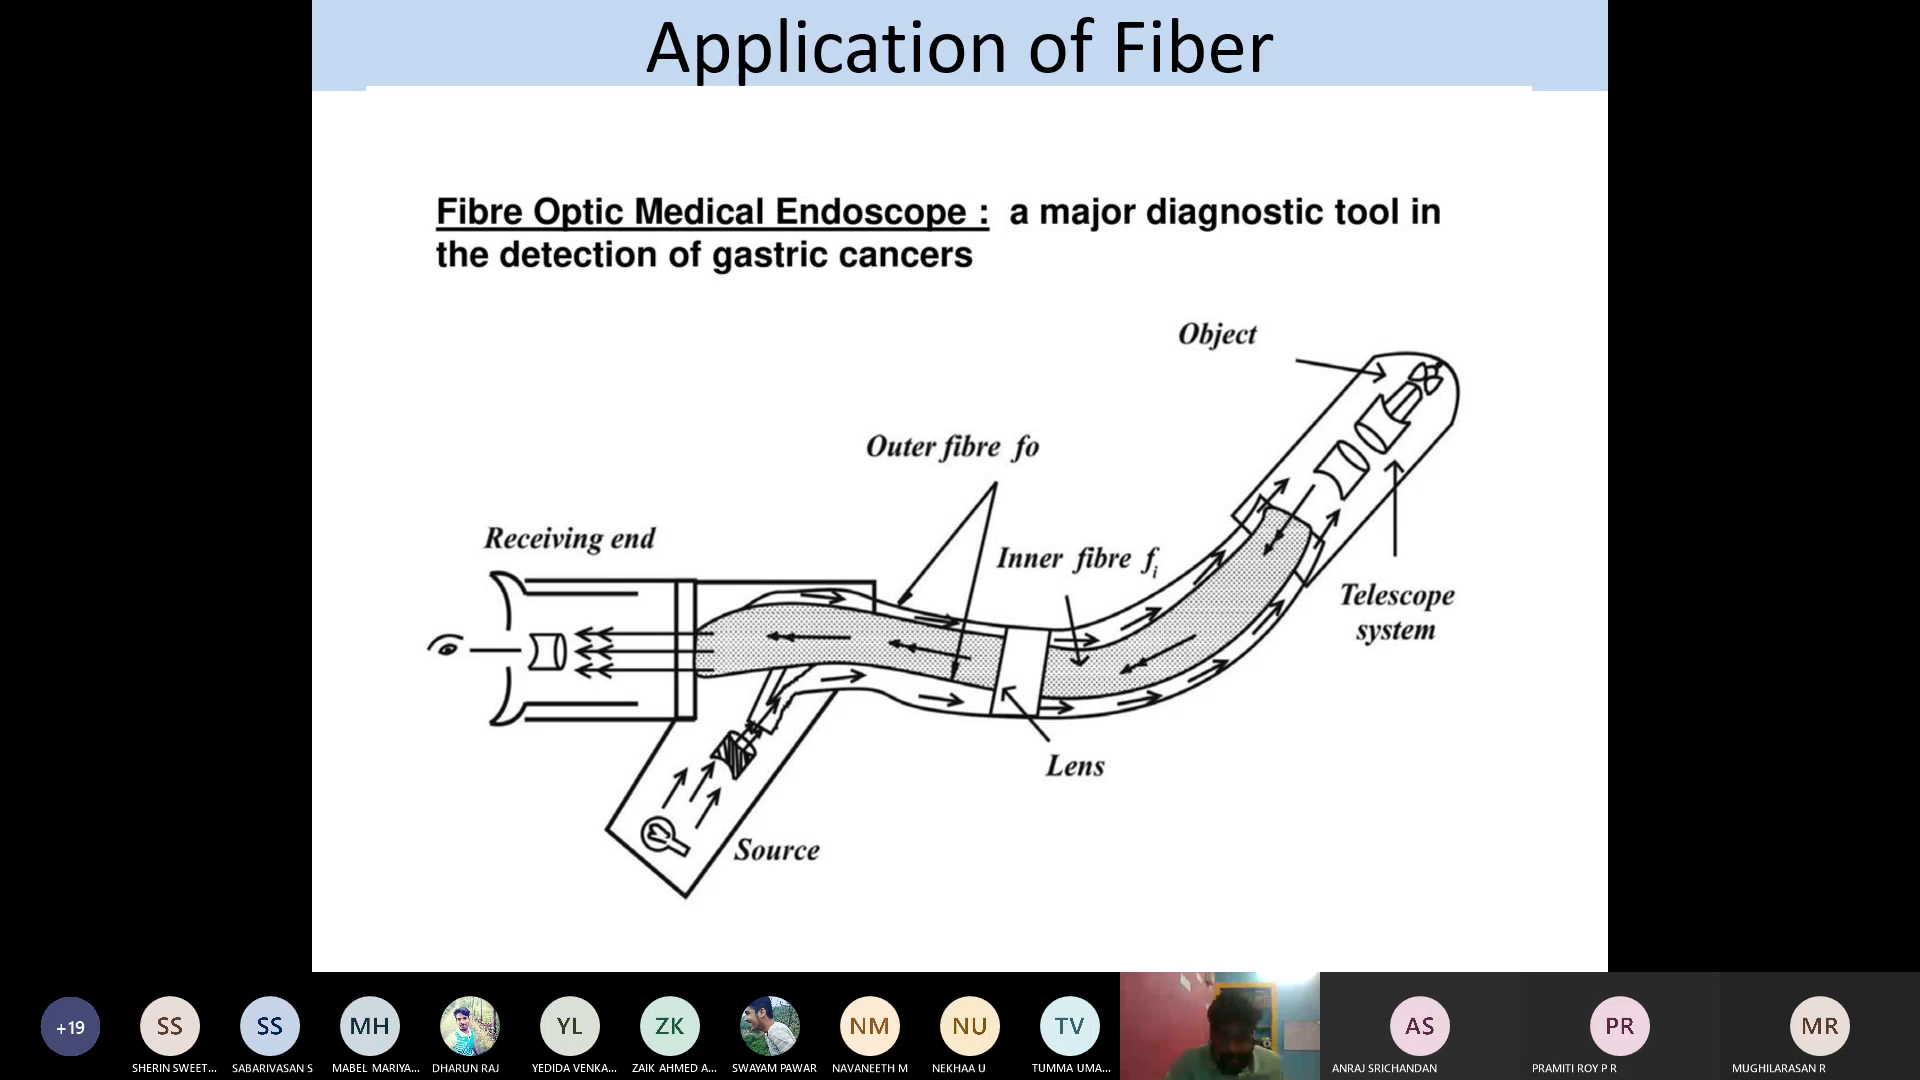 Application of Fiber
Fibre Optic Medical Endoscope : a major diagnostic tool in
the detection of gastric cancers
Object
Outer fibre fo
Receiving end
Inner fibre fi
Telescope
system
Lens
Source
+19
SS
SS
MH
YL
ZK
NM
NU
TV
AS
PR
MR
SHERIN SWEET...
SABARIVASAN S
MABEL MARIYA...
DHARUN RAJ
YEDIDA VENKA...
ZAIK AHMED A...
SWAYAM PAWAR
NAVANEETH M
NEKHAA U
TUMMA UMA...
ANRAJ SRICHANDAN
PRAMITI ROY P R
MUGHILARASAN R